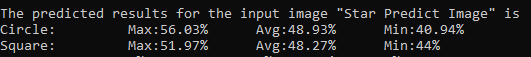 The predicted results for the input image "Star Predict Image" is
Circle: Max:56.03% Avg:48.93% Min:40.94%
Square: Max:51.97% Avg:48.27% Min:44%